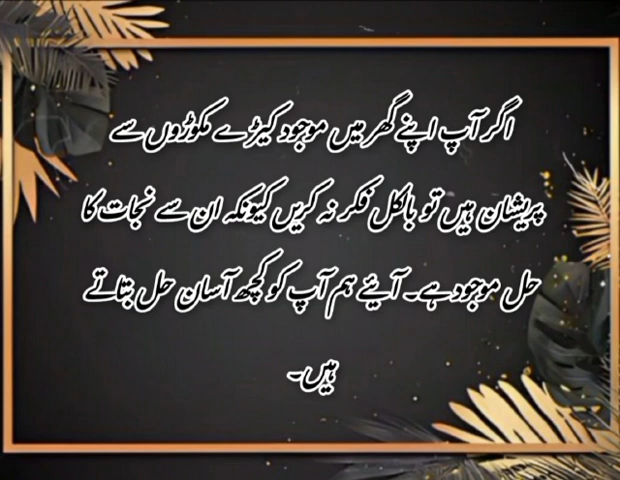 اگر آپ اپنے گھر میں موجود کیڑے مکوڑوں سے
پریشان ہیں تو بالکل فکر نہ کریں کیونکہ ان سے نجات کا
حل موجود ہے۔ آئیے ہم آپ کو کچھ آسان حل بتاتے
ہیں۔